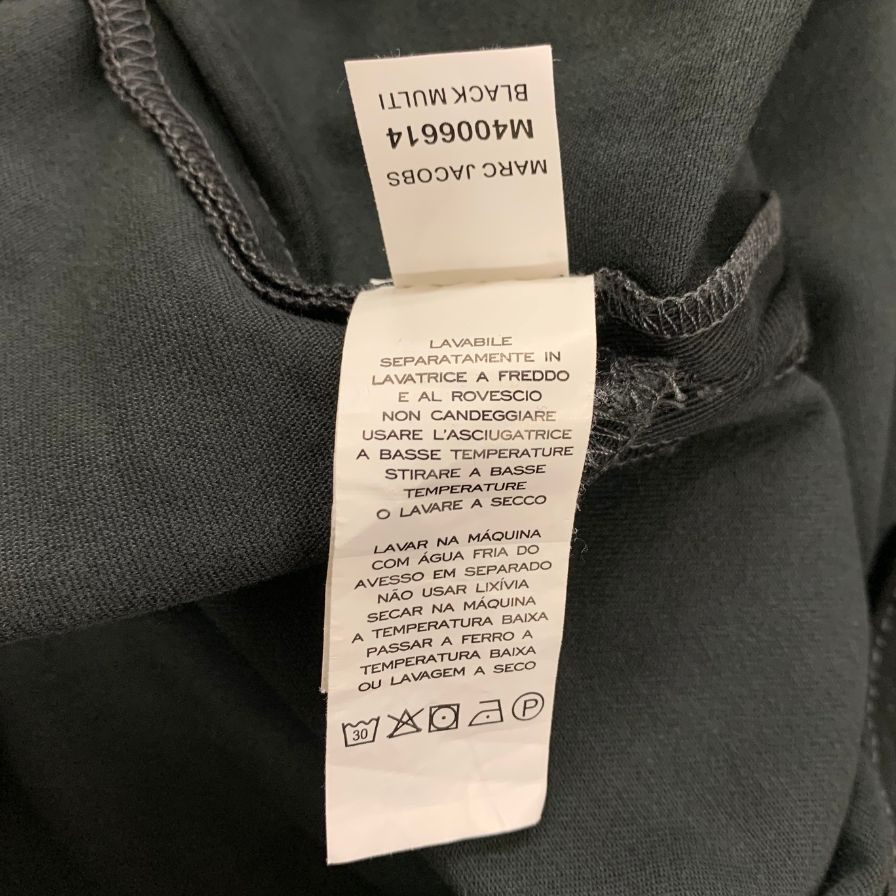 MARC JACOBS
M4006614
BLACK MULTI
LAVABILE
SEPARATAMENTE IN
LAVATRICE A FREDDO
E AL ROVESCIO
NON CANDEGGIARE
USARE L'ASCIUGATRICE
A BASSE TEMPERATURE
STIRARE A BASSE
TEMPERATURE
O LAVARE A SECCO
LAVAR NA MÁQUINA
COM ÁGUA FRIA DO
AVESSO EM SEPARADO
NÃO USAR LIXÍVIA
SECAR NA MÁQUINA
A TEMPERATURA BAIXA
PASSAR A FERRO A
TEMPERATURA BAIXA
OU LAVAGEM A SECO
30 P